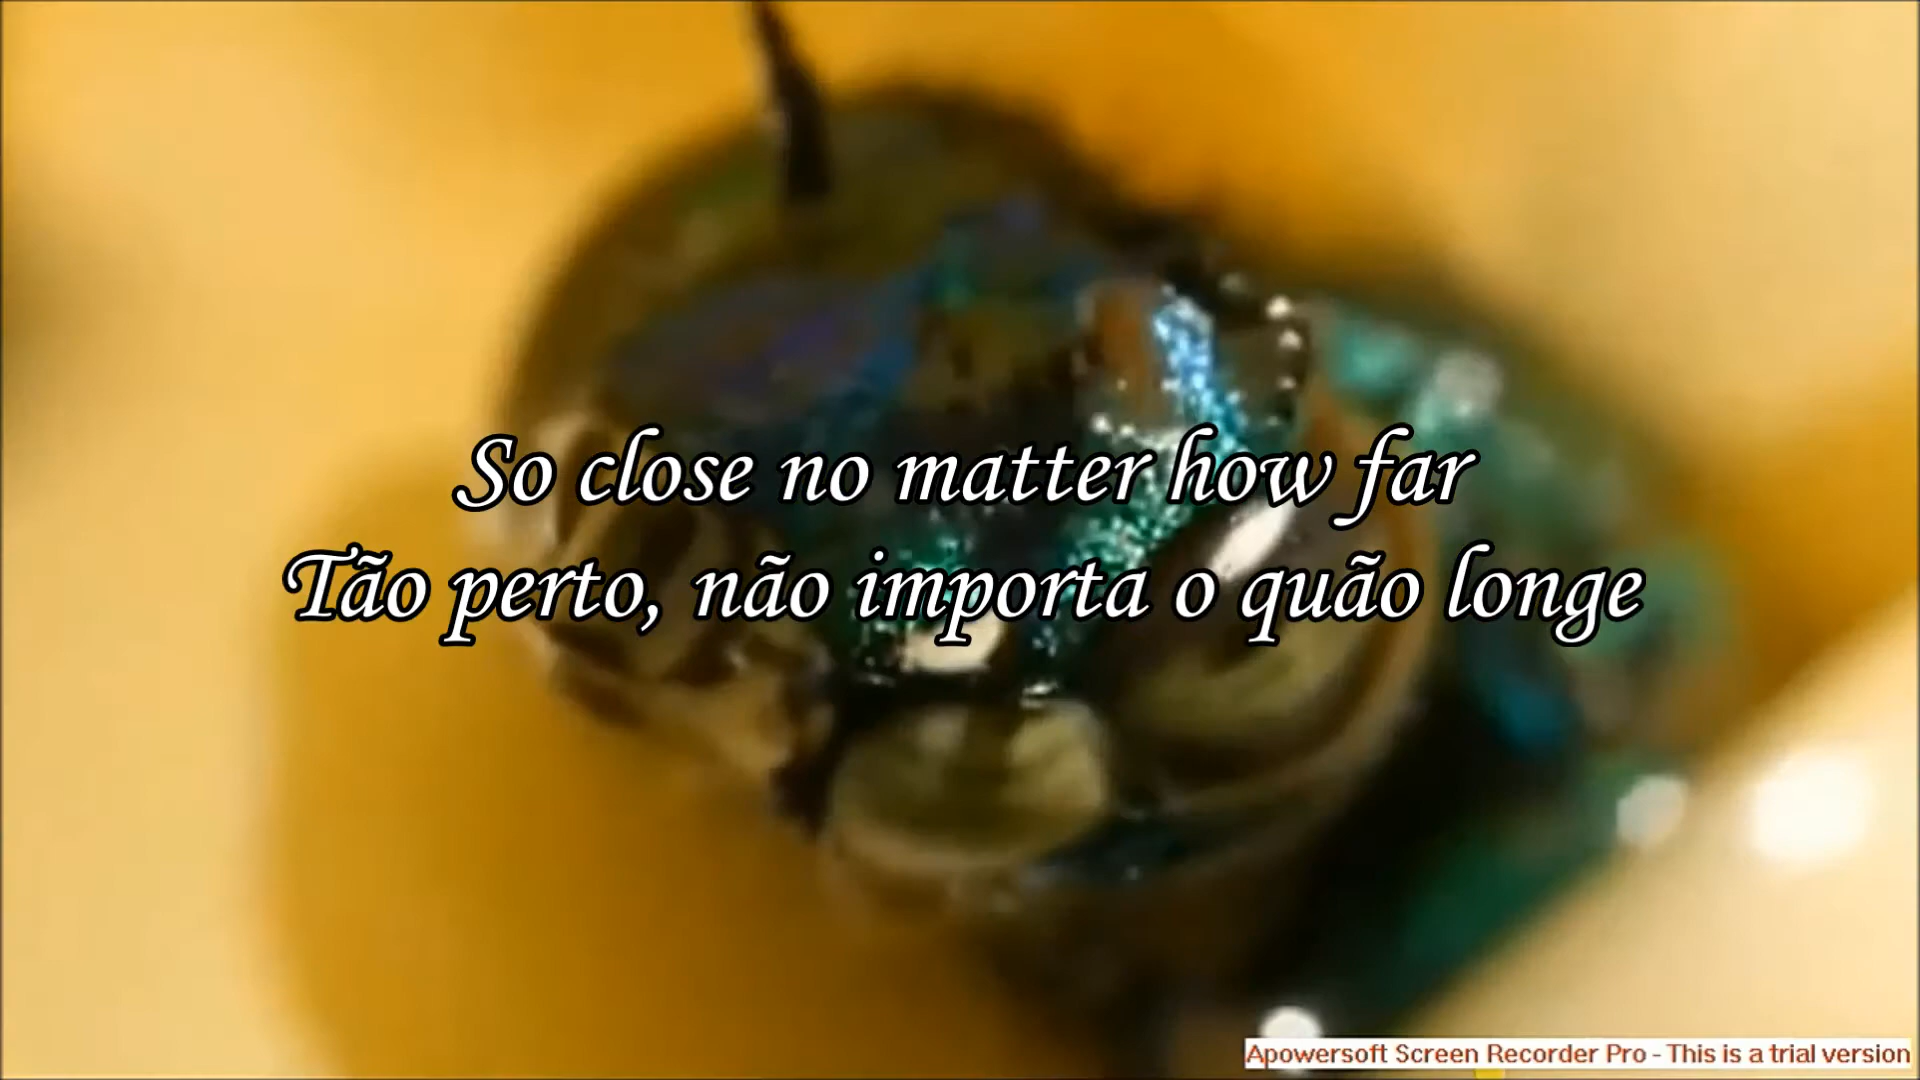 So close no matter how far
Tão perto, não importa o quão longe
Apowersoft Screen Recorder Pro - This is a trial version